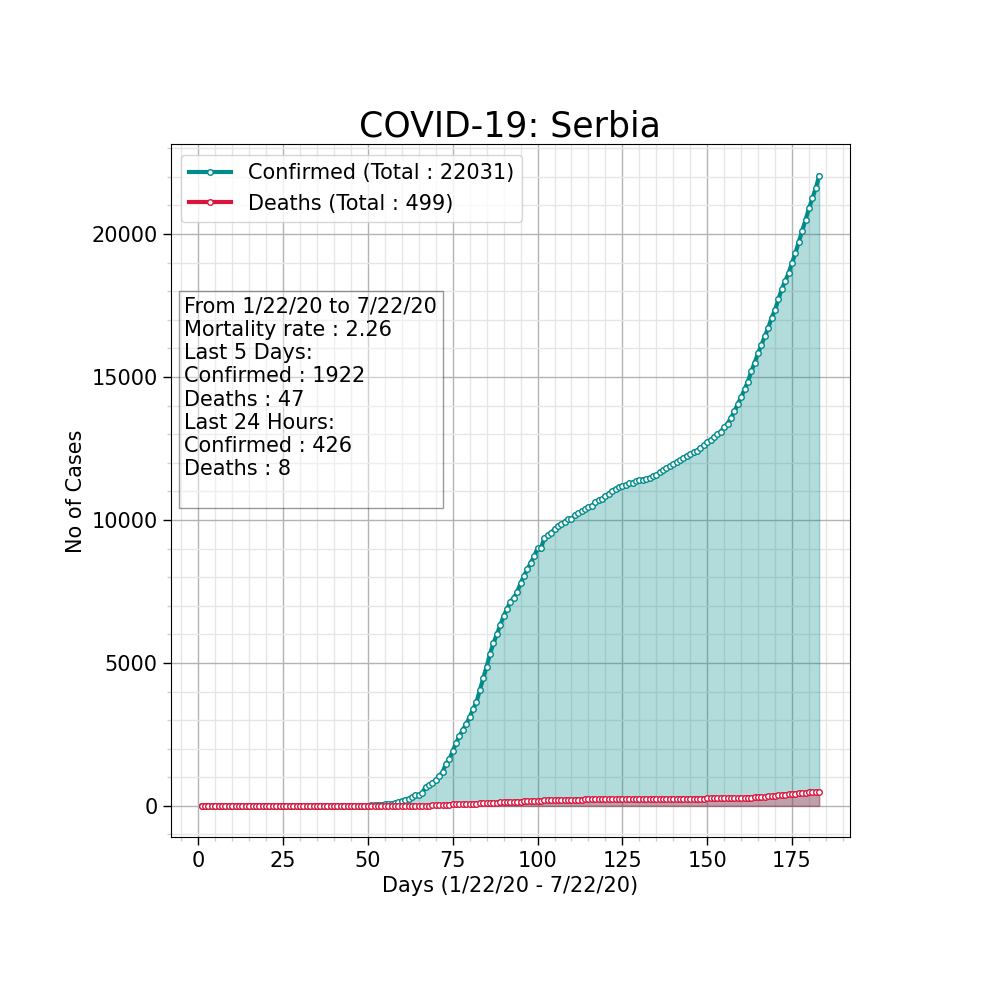 COVID-19: Serbia
Confirmed (Total : 22031)
Deaths (Total : 499)
From 1/22/20 to 7/22/20
Mortality rate : 2.26
Last 5 Days:
Confirmed : 1922
Deaths : 47
Last 24 Hours:
Confirmed : 426
Deaths : 8
No of Cases
20000
15000
10000
5000
0
0 25 50 75 100 125 150 175
Days (1/22/20 - 7/22/20)